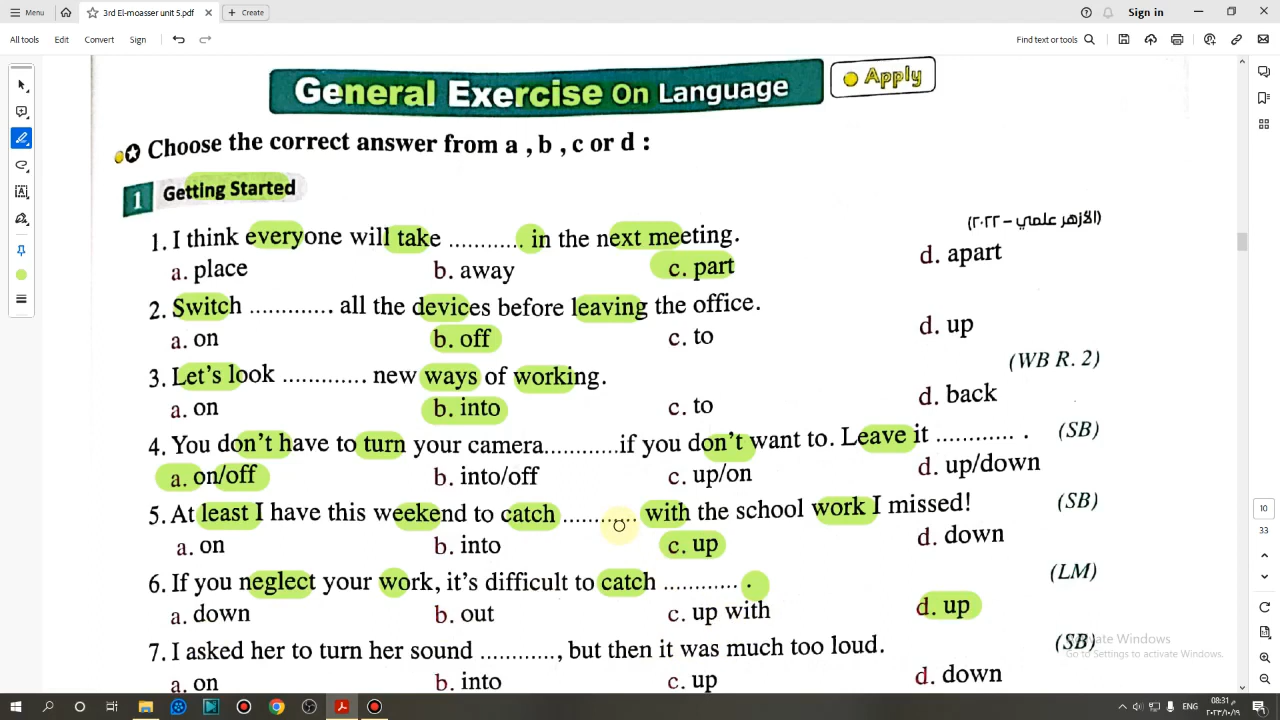 Menu
3rd El-moasser unit 5.pdf
Create
Sign in
All tools Edit Convert Sign
Find text or tools
General Exercise On Language
Apply
Choose the correct answer from a , b , c or d :
1 Getting Started
1. I think everyone will take ............ in the next meeting. (الأزهر علمي – ٢٠٢٢)
a. place b. away c. part d. apart
2. Switch ............. all the devices before leaving the office.
a. on b. off c. to d. up
3. Let's look ............. new ways of working. (WB R. 2)
a. on b. into c. to d. back
4. You don't have to turn your camera............if you don't want to. Leave it ............ . (SB)
a. on/off b. into/off c. up/on d. up/down
5. At least I have this weekend to catch ............ with the school work I missed! (SB)
a. on b. into c. up d. down
6. If you neglect your work, it's difficult to catch ............ . (LM)
a. down b. out c. up with d. up
7. I asked her to turn her sound ............, but then it was much too loud. (SB)
a. on b. into c. up d. down
Activate Windows
Go to Settings to activate Windows.
10
33
ENG
08:31